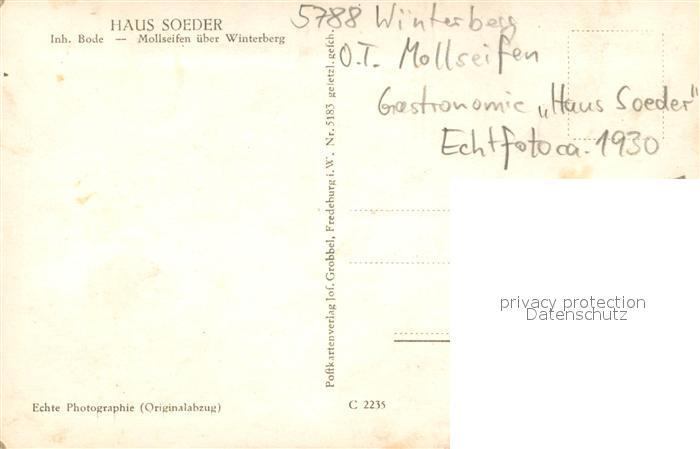 HAUS SOEDER
Inh. Bode — Mollseifen über Winterberg
5788 Winterberg
O.T. Mollseifen
Gastronomie „Haus Soeder"
Echtfoto ca. 1930
Postkartenverlag Jos. Grobbel, Fredeburg i. W. Nr. 5183 gesetzl. gesch.
privacy protection
Datenschutz
Echte Photographie (Originalabzug)
C 2235